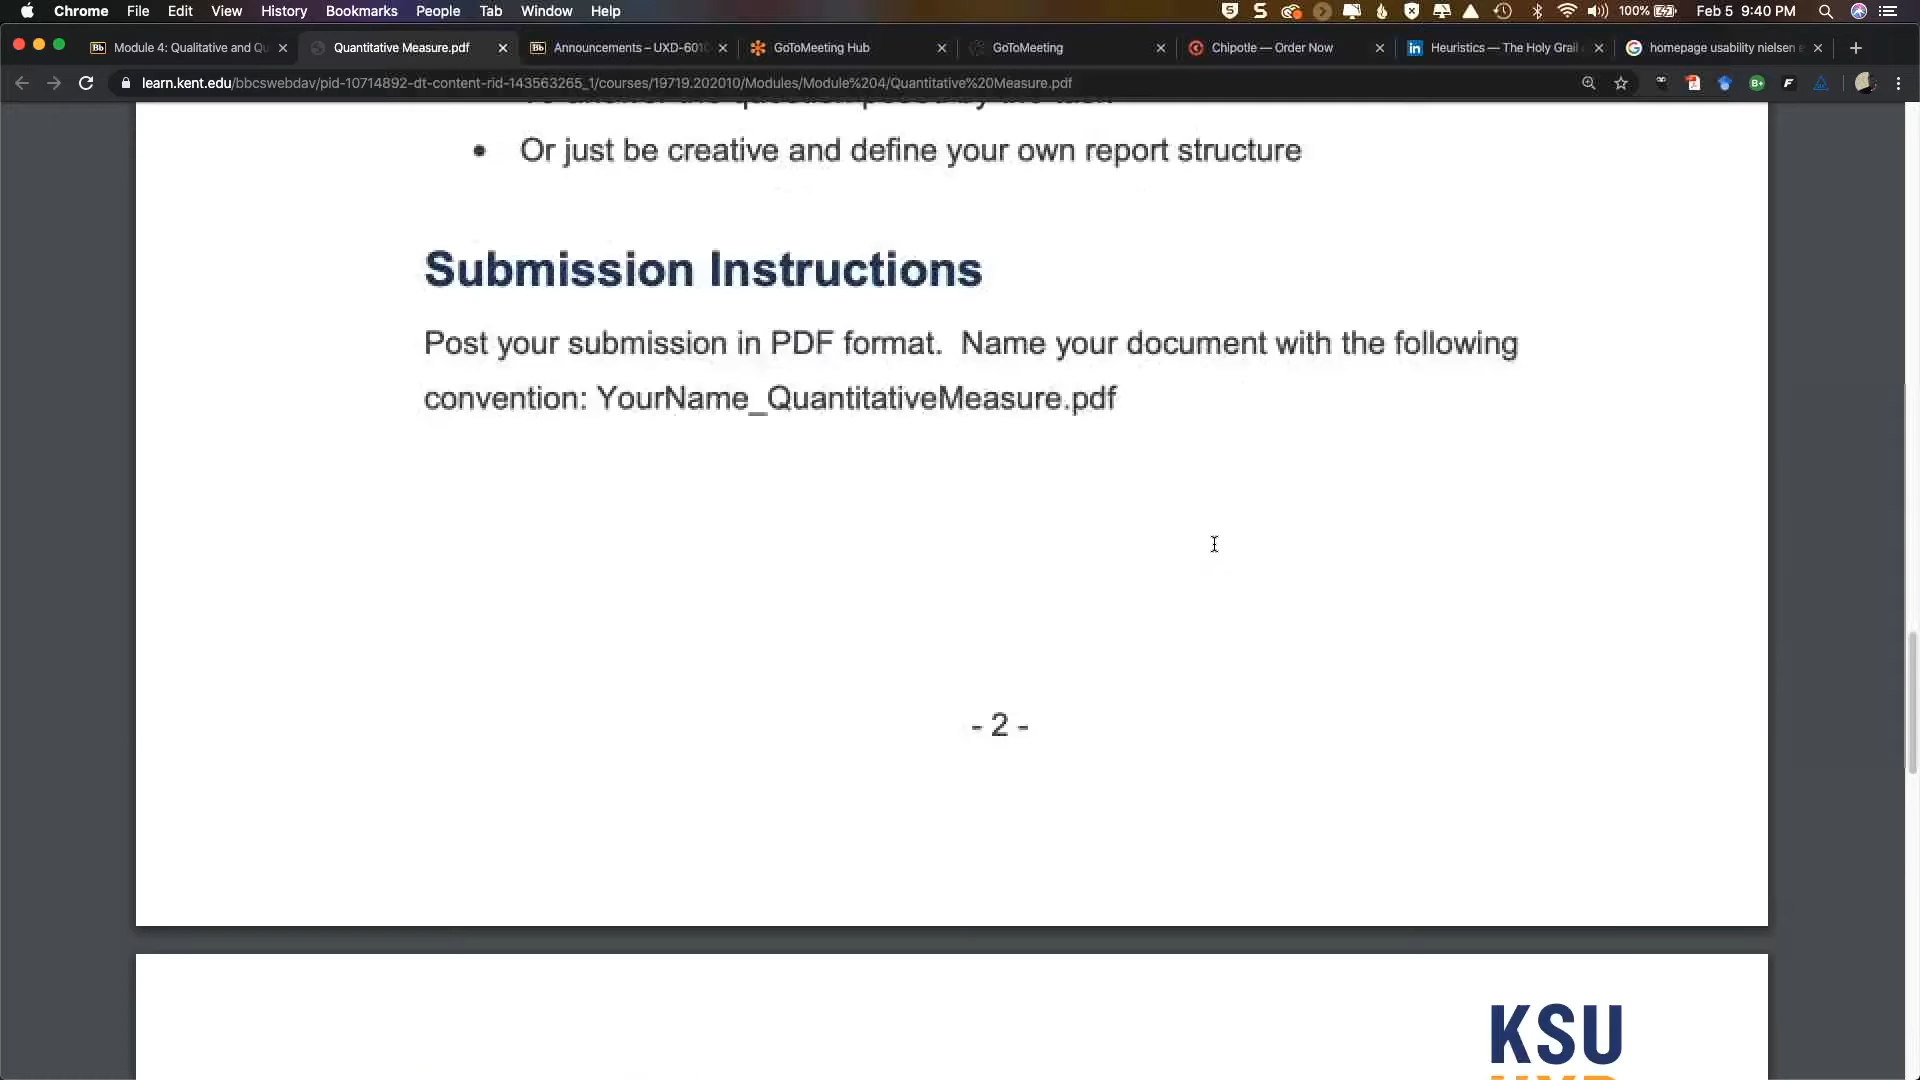 Chrome File Edit View History Bookmarks People Tab Window Help 100% Feb 5 9:40 PM
Module 4: Qualitative and Qu Quantitative Measure.pdf Announcements – UXD-6010 GoToMeeting Hub GoToMeeting Chipotle — Order Now Heuristics — The Holy Grail homepage usability nielsen
learn.kent.edu/bbcswebdav/pid-10714892-dt-content-rid-143563265_1/courses/19719.202010/Modules/Module%204/Quantitative%20Measure.pdf
• Or just be creative and define your own report structure
Submission Instructions
Post your submission in PDF format. Name your document with the following
convention: YourName_QuantitativeMeasure.pdf
- 2 -
KSU